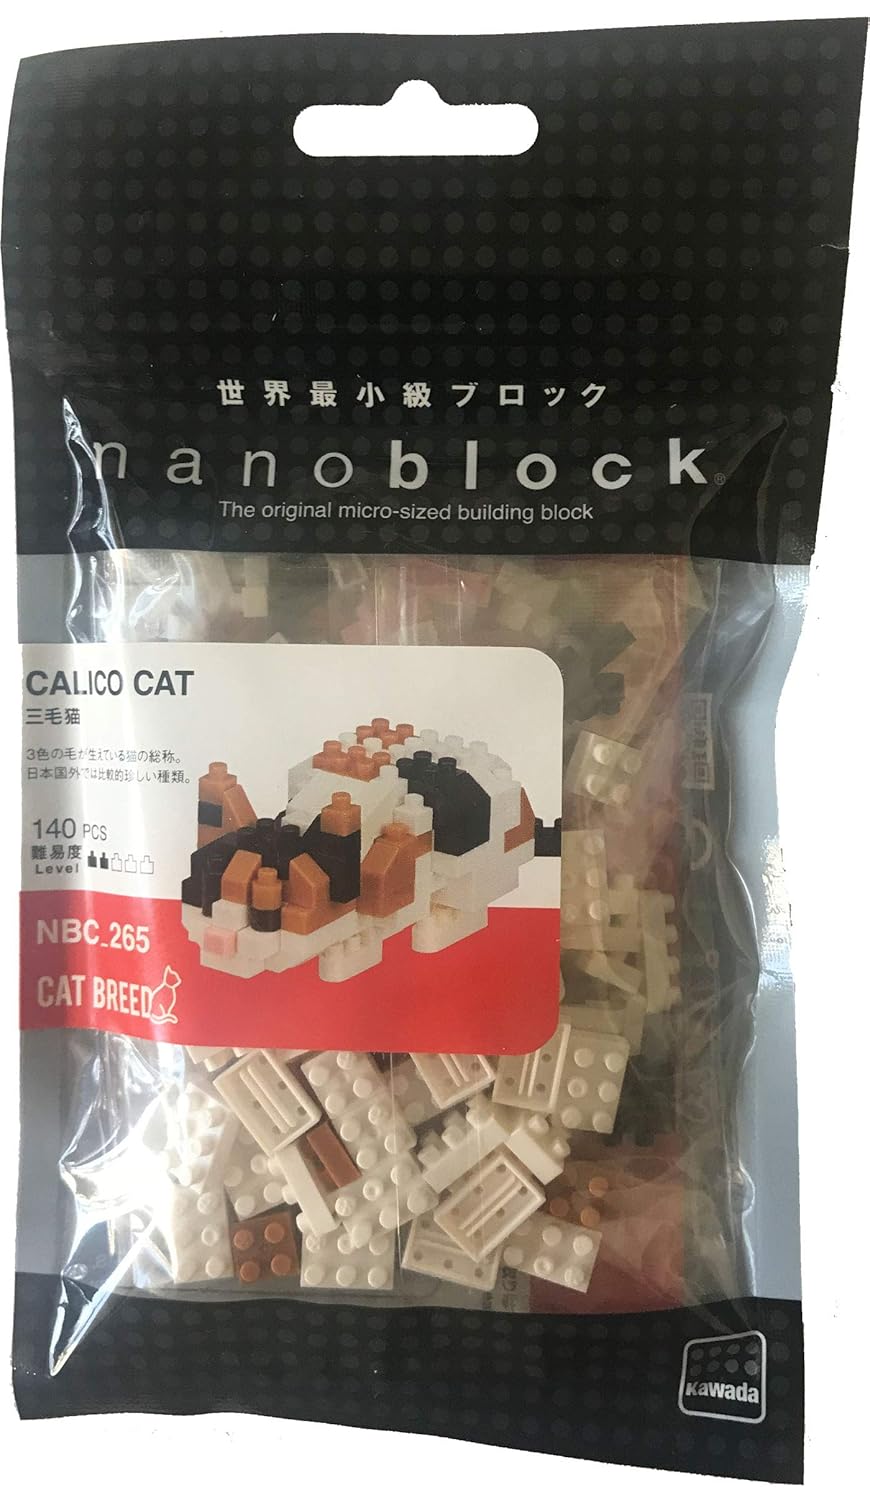 世界最小級ブロック
nanoblock®
The original micro-sized building block
CALICO CAT
三毛猫
3色の毛が生えている猫の総称。
日本国外では比較的珍しい種類。
140 PCS
難易度
Level
NBC_265
CAT BREED
Kawada